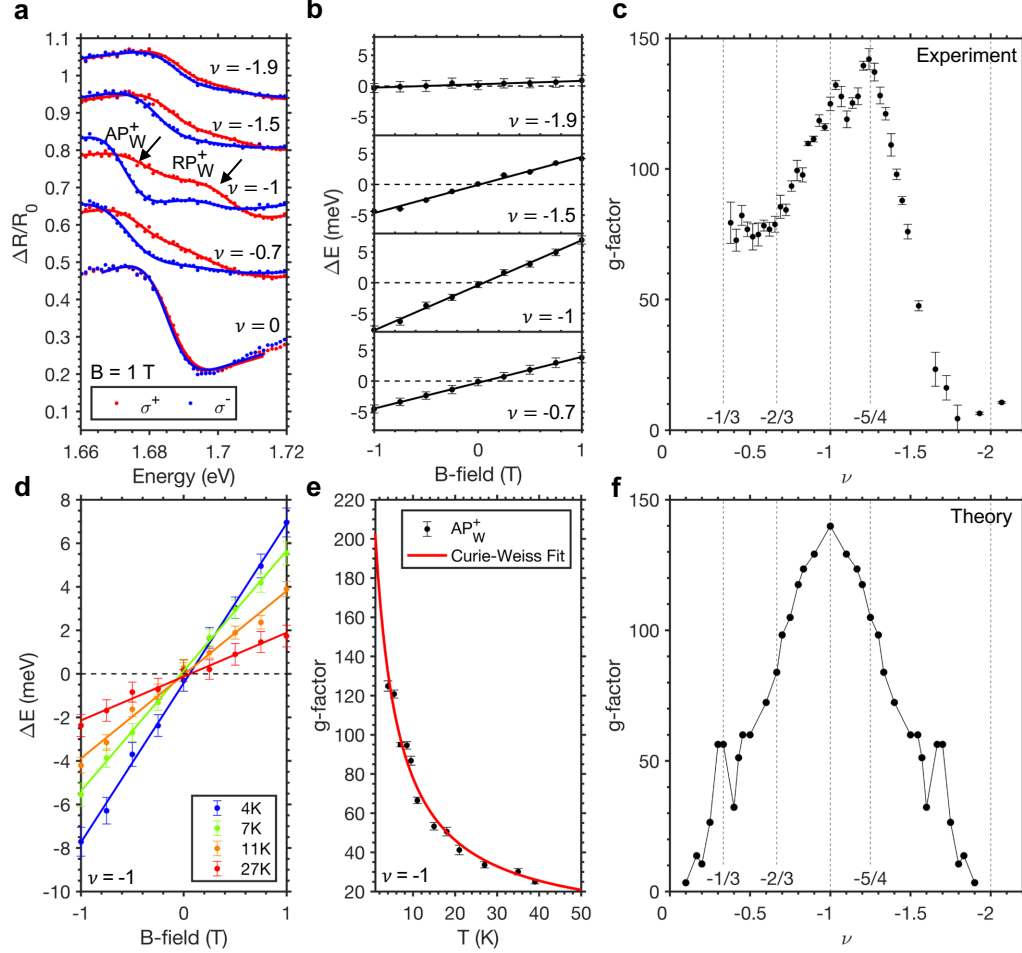 a
ΔR/R₀
1.1
1
0.9
0.8
0.7
0.6
0.5
0.4
0.3
0.2
0.1
ν = -1.9
ν = -1.5
AP⁺W
RP⁺W
ν = -1
ν = -0.7
ν = 0
B = 1 T
σ⁺ σ⁻
1.66 1.68 1.70 1.72
Energy (eV)
b
ΔE (meV)
5
0
-5
ν = -1.9
5
0
-5
ν = -1.5
5
0
-5
ν = -1
5
0
-5
ν = -0.7
-1 0 1
B-field (T)
c
g-factor
150
100
50
0
Experiment
-1/3 -2/3 -5/4
0 -0.5 -1 -1.5 -2
ν
d
ΔE (meV)
8
6
4
2
0
-2
-4
-6
-8
-10
4K
7K
11K
27K
ν = -1
-1 0 1
B-field (T)
e
g-factor
220
200
180
160
140
120
100
80
60
40
20
AP⁺W
Curie-Weiss Fit
ν = -1
10 20 30 40 50
T (K)
f
g-factor
150
100
50
0
Theory
-1/3 -2/3 -5/4
0 -0.5 -1 -1.5 -2
ν